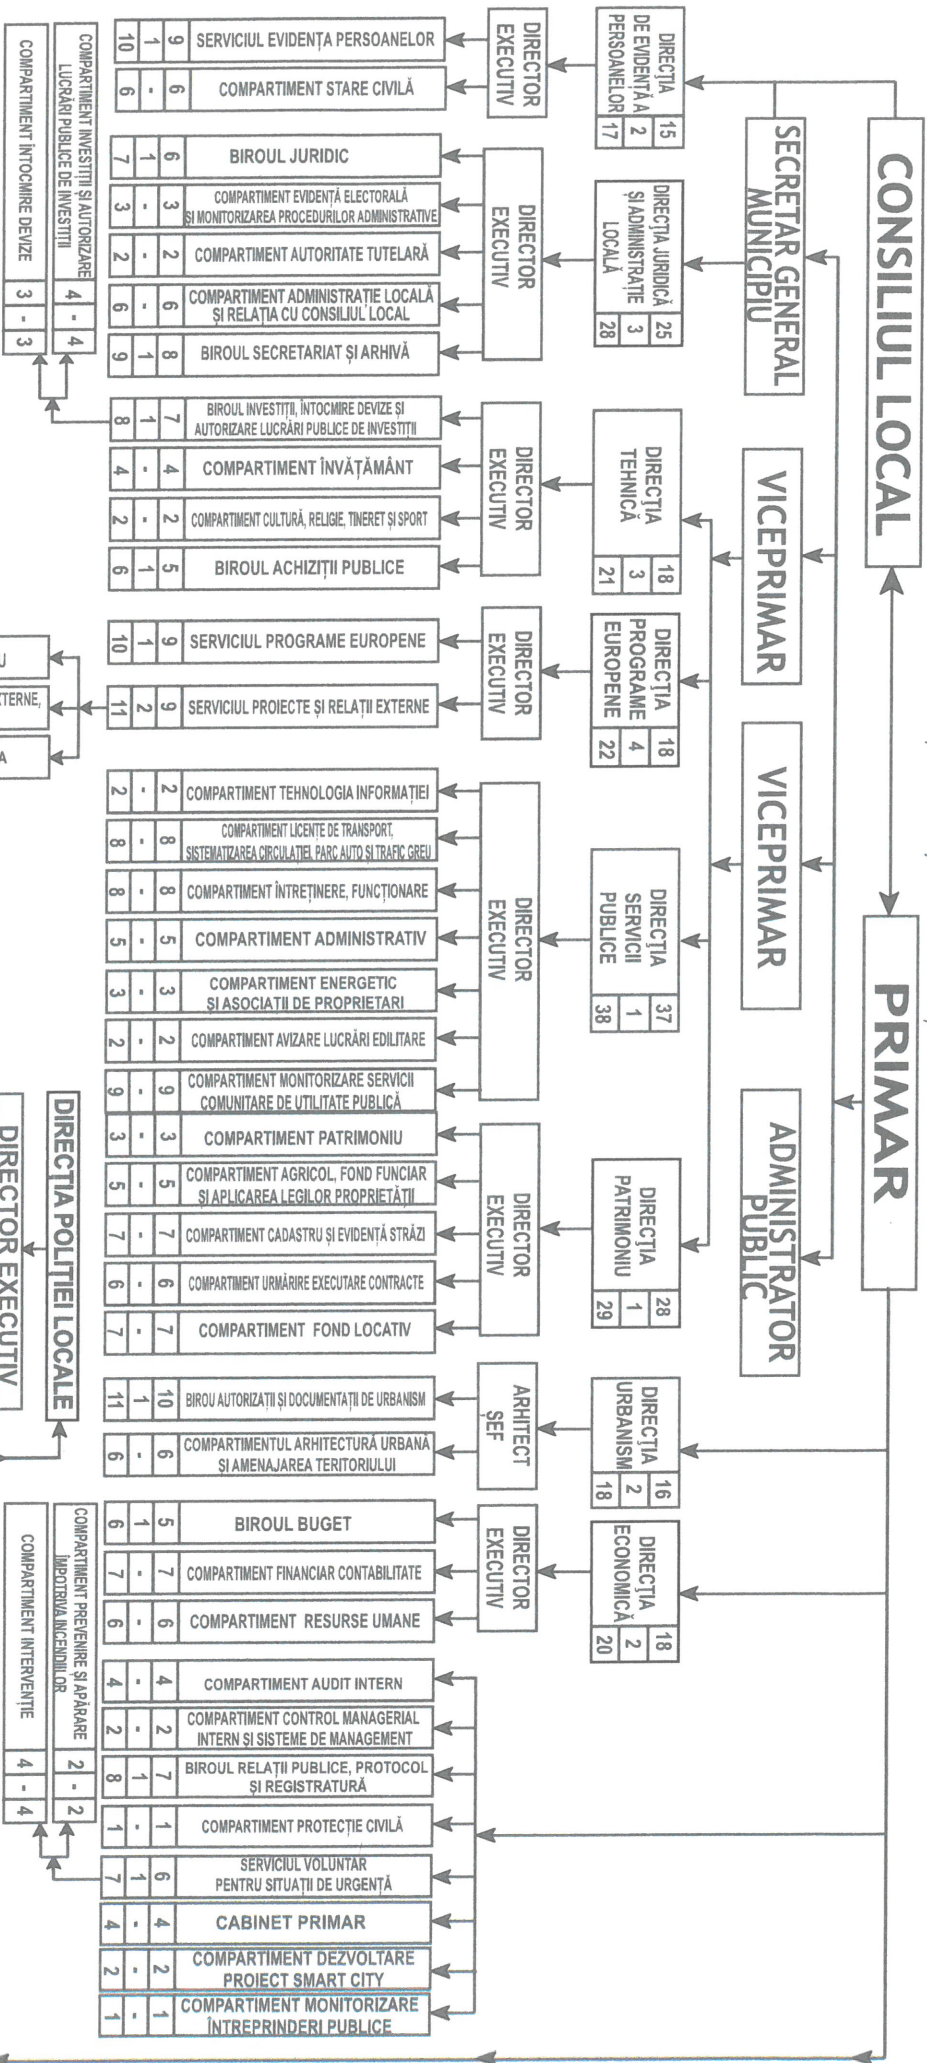 CONSILIUL LOCAL
PRIMAR
SECRETAR GENERAL
MUNICIPIU
VICEPRIMAR
VICEPRIMAR
ADMINISTRATOR
PUBLIC
DIRECȚIA
DE EVIDENȚĂ A
PERSOANELOR
15
2
17
DIRECȚIA JURIDICĂ
ȘI ADMINISTRAȚIE
LOCALĂ
25
3
28
DIRECȚIA
TEHNICĂ
18
3
21
DIRECȚIA
PROGRAME
EUROPENE
18
4
22
DIRECȚIA
SERVICII
PUBLICE
37
1
38
DIRECȚIA
PATRIMONIU
28
1
29
DIRECȚIA
URBANISM
16
2
18
DIRECȚIA
ECONOMICĂ
18
2
20
DIRECTOR
EXECUTIV
DIRECTOR
EXECUTIV
DIRECTOR
EXECUTIV
DIRECTOR
EXECUTIV
DIRECTOR
EXECUTIV
DIRECTOR
EXECUTIV
ARHITECT
ȘEF
DIRECTOR
EXECUTIV
SERVICIUL EVIDENȚA PERSOANELOR
9
1
10
COMPARTIMENT STARE CIVILĂ
6
-
6
BIROUL JURIDIC
6
1
7
COMPARTIMENT EVIDENȚĂ ELECTORALĂ
ȘI MONITORIZAREA PROCEDURILOR ADMINISTRATIVE
3
-
3
COMPARTIMENT AUTORITATE TUTELARĂ
2
-
2
COMPARTIMENT ADMINISTRAȚIE LOCALĂ
ȘI RELAȚIA CU CONSILIUL LOCAL
6
-
6
BIROUL SECRETARIAT ȘI ARHIVĂ
8
1
9
BIROUL INVESTIȚII, ÎNTOCMIRE DEVIZE ȘI
AUTORIZARE LUCRĂRI PUBLICE DE INVESTIȚII
7
1
8
COMPARTIMENT ÎNVĂȚĂMÂNT
4
-
4
COMPARTIMENT CULTURĂ, RELIGIE, TINERET ȘI SPORT
2
-
2
BIROUL ACHIZIȚII PUBLICE
5
1
6
SERVICIUL PROGRAME EUROPENE
9
1
10
SERVICIUL PROIECTE ȘI RELAȚII EXTERNE
9
2
11
COMPARTIMENT TEHNOLOGIA INFORMAȚIEI
2
-
2
COMPARTIMENT LICENȚE DE TRANSPORT,
SISTEMATIZAREA CIRCULAȚIEI, PARC AUTO ȘI TRAFIC GREU
8
-
8
COMPARTIMENT ÎNTREȚINERE, FUNCȚIONARE
8
-
8
COMPARTIMENT ADMINISTRATIV
5
-
5
COMPARTIMENT ENERGETIC
ȘI ASOCIAȚII DE PROPRIETARI
3
-
3
COMPARTIMENT AVIZARE LUCRĂRI EDILITARE
2
-
2
COMPARTIMENT MONITORIZARE SERVICII
COMUNITARE DE UTILITATE PUBLICĂ
9
-
9
COMPARTIMENT PATRIMONIU
3
-
3
COMPARTIMENT AGRICOL, FOND FUNCIAR
ȘI APLICAREA LEGILOR PROPRIETĂȚII
5
-
5
COMPARTIMENT CADASTRU ȘI EVIDENȚĂ STRĂZI
7
-
7
COMPARTIMENT URMĂRIRE EXECUTARE CONTRACTE
6
-
6
COMPARTIMENT FOND LOCATIV
7
-
7
BIROU AUTORIZAȚII ȘI DOCUMENTAȚII DE URBANISM
10
1
11
COMPARTIMENTUL ARHITECTURĂ URBANĂ
ȘI AMENAJAREA TERITORIULUI
6
-
6
BIROUL BUGET
5
1
6
COMPARTIMENT FINANCIAR CONTABILITATE
7
-
7
COMPARTIMENT RESURSE UMANE
6
-
6
COMPARTIMENT AUDIT INTERN
4
-
4
COMPARTIMENT CONTROL MANAGERIAL
INTERN ȘI SISTEME DE MANAGEMENT
2
-
2
BIROUL RELAȚII PUBLICE, PROTOCOL
ȘI REGISTRATURĂ
7
1
8
COMPARTIMENT PROTECȚIE CIVILĂ
1
-
1
SERVICIUL VOLUNTAR
PENTRU SITUAȚII DE URGENȚĂ
6
1
7
CABINET PRIMAR
4
-
4
COMPARTIMENT DEZVOLTARE
PROIECT SMART CITY
2
-
2
COMPARTIMENT MONITORIZARE
ÎNTREPRINDERI PUBLICE
1
-
1
COMPARTIMENT INVESTIȚII ȘI AUTORIZARE
LUCRĂRI PUBLICE DE INVESTIȚII
4
-
4
COMPARTIMENT ÎNTOCMIRE DEVIZE
3
-
3
U
TERNE,
A
DIRECȚIA POLIȚIEI LOCALE
DIRECTOR EXECUTIV
COMPARTIMENT PREVENIRE ȘI APĂRARE
ÎMPOTRIVA INCENDIILOR
2
-
2
COMPARTIMENT INTERVENȚIE
4
-
4